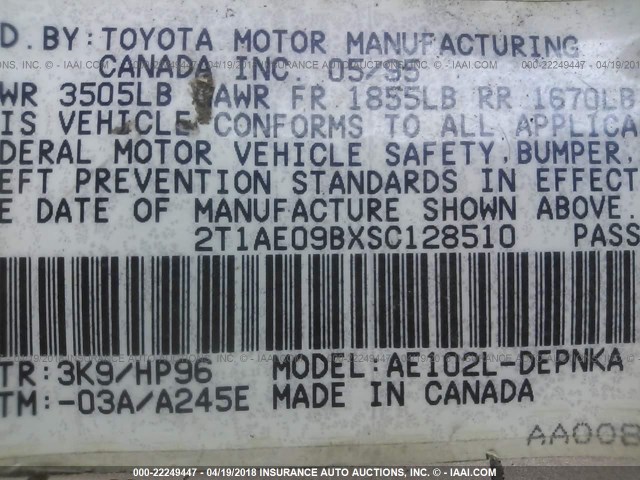 D. BY: TOYOTA MOTOR MANUFACTURING
CANADA INC. 05-95
WR 3505LB GAWR FR 1855LB RR 1670LB
IS VEHICLE CONFORMS TO ALL APPLICA
DERAL MOTOR VEHICLE SAFETY, BUMPER,
EFT PREVENTION STANDARDS IN EFFECT
E DATE OF MANUFACTURE SHOWN ABOVE.
2T1AE09BXSC128510 PASS
TR:3K9/HP96 MODEL:AE102L-DEPNKA
TM:-03A/A245E MADE IN CANADA
AA008
000-22249447 - 04/19/2018 INSURANCE AUTO AUCTIONS, INC. - © IAAI.COM